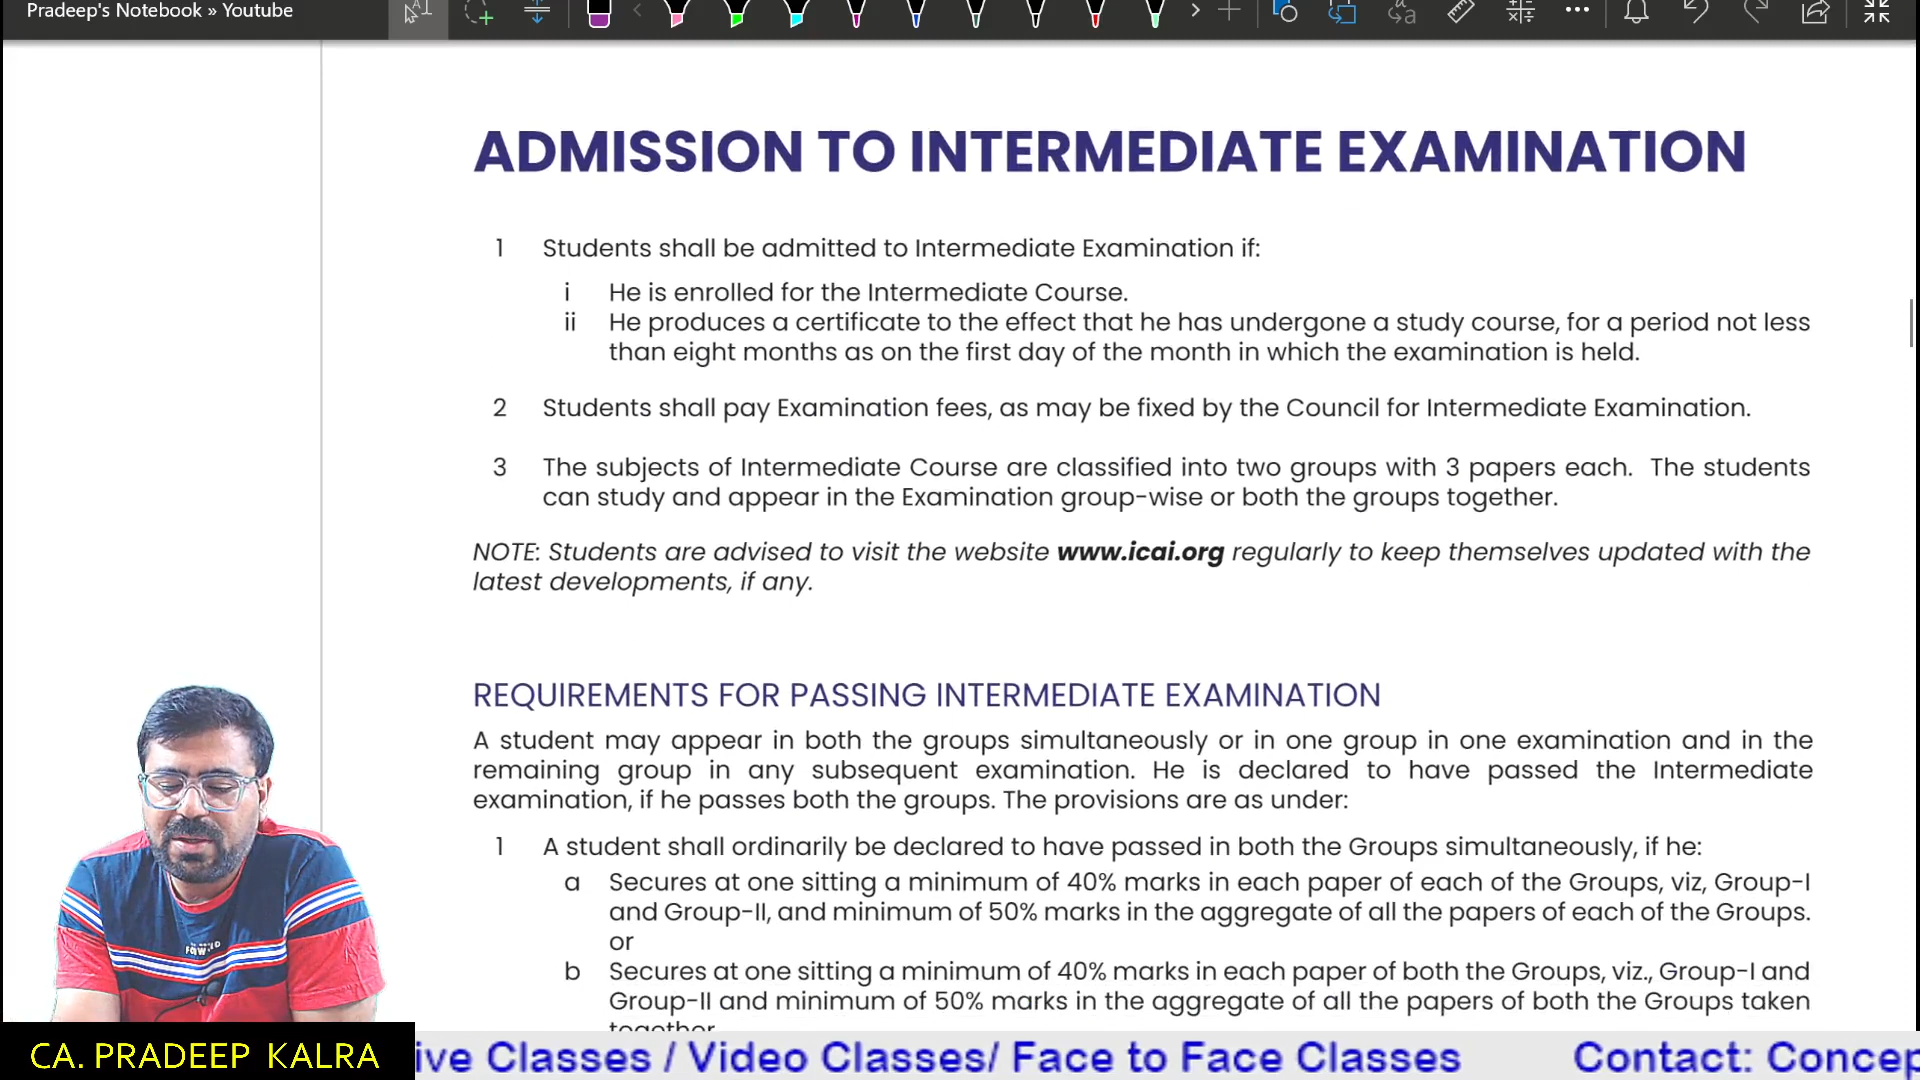 Pradeep's Notebook » Youtube
ADMISSION TO INTERMEDIATE EXAMINATION
1 Students shall be admitted to Intermediate Examination if:
i He is enrolled for the Intermediate Course.
ii He produces a certificate to the effect that he has undergone a study course, for a period not less
than eight months as on the first day of the month in which the examination is held.
2 Students shall pay Examination fees, as may be fixed by the Council for Intermediate Examination.
3 The subjects of Intermediate Course are classified into two groups with 3 papers each. The students
can study and appear in the Examination group-wise or both the groups together.
NOTE: Students are advised to visit the website www.icai.org regularly to keep themselves updated with the
latest developments, if any.
REQUIREMENTS FOR PASSING INTERMEDIATE EXAMINATION
A student may appear in both the groups simultaneously or in one group in one examination and in the
remaining group in any subsequent examination. He is declared to have passed the Intermediate
examination, if he passes both the groups. The provisions are as under:
1 A student shall ordinarily be declared to have passed in both the Groups simultaneously, if he:
a Secures at one sitting a minimum of 40% marks in each paper of each of the Groups, viz, Group-I
and Group-II, and minimum of 50% marks in the aggregate of all the papers of each of the Groups.
or
b Secures at one sitting a minimum of 40% marks in each paper of both the Groups, viz., Group-I and
Group-II and minimum of 50% marks in the aggregate of all the papers of both the Groups taken
together
CA. PRADEEP KALRA
ive Classes / Video Classes/ Face to Face Classes Contact: Concep